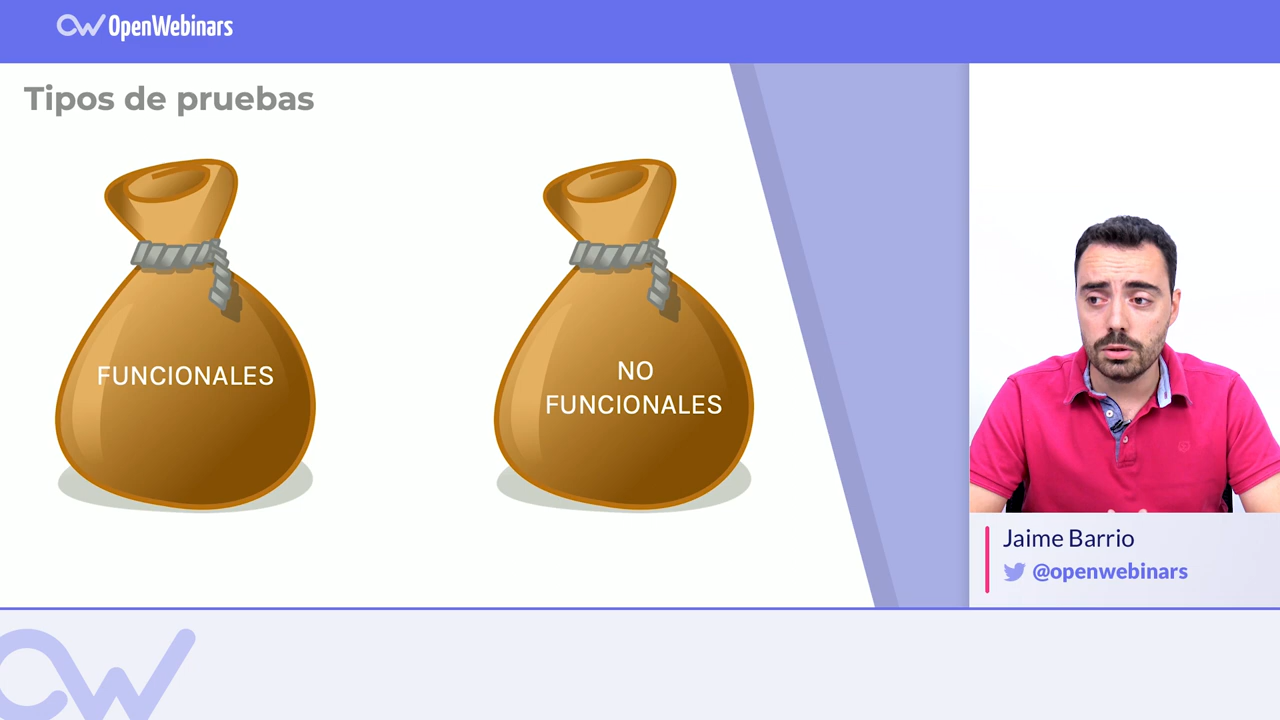 OpenWebinars
Tipos de pruebas
FUNCIONALES
NO
FUNCIONALES
Jaime Barrio
@openwebinars